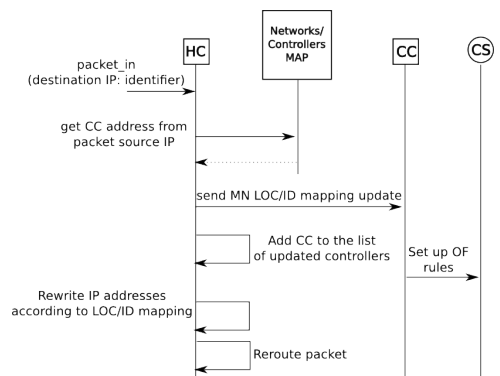 HC
Networks/
Controllers
MAP
CC
CS
packet_in
(destination IP: identifier)
get CC address from
packet source IP
send MN LOC/ID mapping update
Add CC to the list
of updated controllers
Set up OF
rules
Rewrite IP addresses
according to LOC/ID mapping
Reroute packet